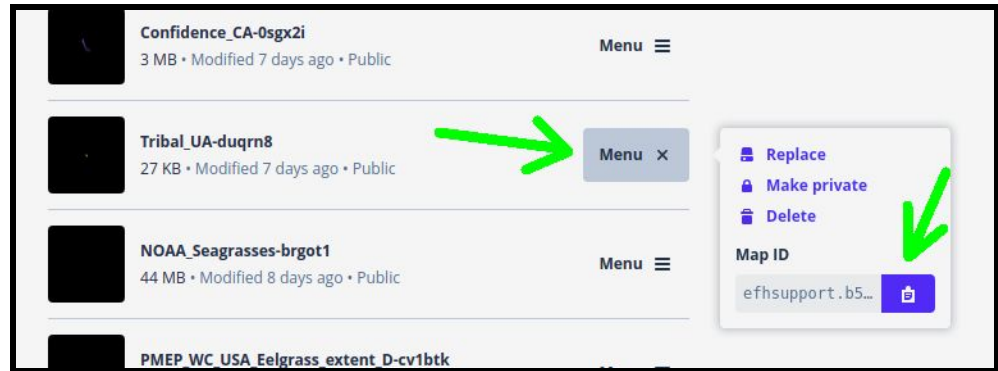 Confidence_CA-0sgx2i
3 MB • Modified 7 days ago • Public
Menu
Tribal_UA-duqrn8
27 KB • Modified 7 days ago • Public
Menu ×
Replace
Make private
Delete
Map ID
efhsupport.b5…
NOAA_Seagrasses-brgot1
44 MB • Modified 8 days ago • Public
Menu
PMEP_WC_USA_Eelgrass_extent_D-cv1btk